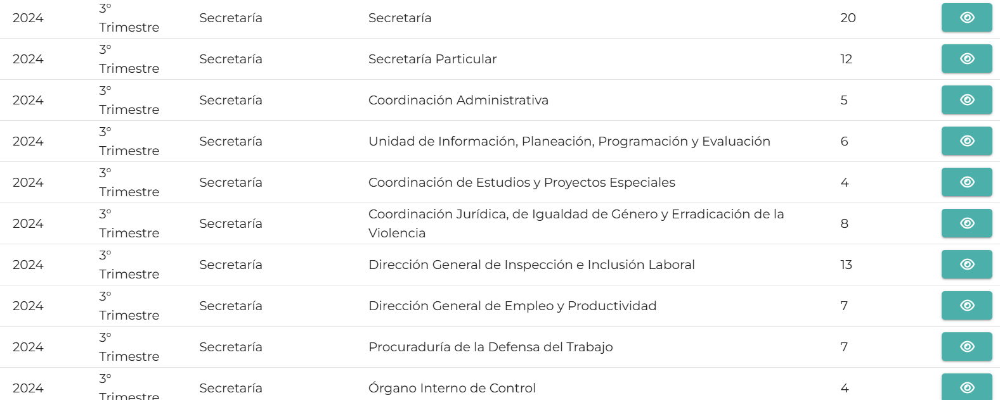 2024 3° Trimestre Secretaría Secretaría 20
2024 3° Trimestre Secretaría Secretaría Particular 12
2024 3° Trimestre Secretaría Coordinación Administrativa 5
2024 3° Trimestre Secretaría Unidad de Información, Planeación, Programación y Evaluación 6
2024 3° Trimestre Secretaría Coordinación de Estudios y Proyectos Especiales 4
2024 3° Trimestre Secretaría Coordinación Jurídica, de Igualdad de Género y Erradicación de la Violencia 8
2024 3° Trimestre Secretaría Dirección General de Inspección e Inclusión Laboral 13
2024 3° Trimestre Secretaría Dirección General de Empleo y Productividad 7
2024 3° Trimestre Secretaría Procuraduría de la Defensa del Trabajo 7
2024 3° Trimestre Secretaría Órgano Interno de Control 4